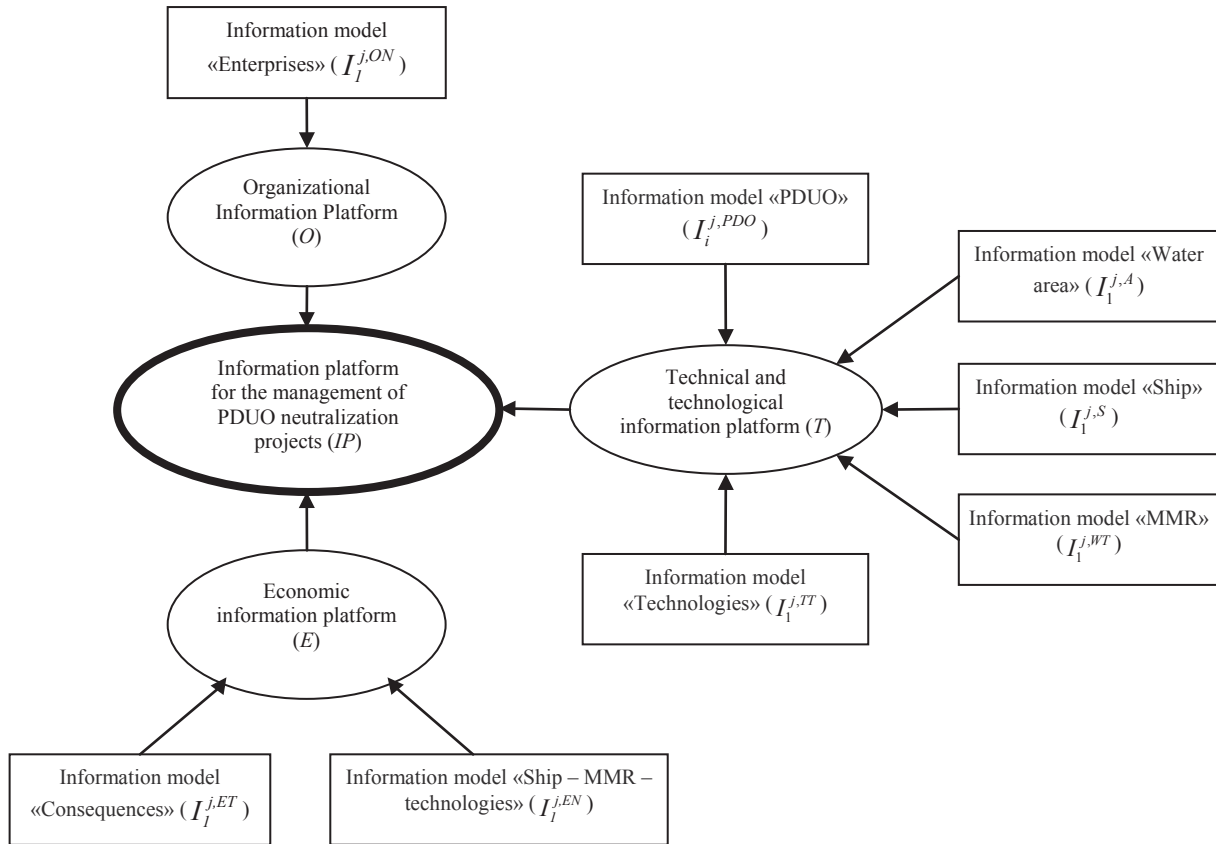 Information model
«Enterprises» ( I_1^{j,ON} )
Organizational
Information Platform
(O)
Information model «PDUO»
( I_i^{j,PDO} )
Information model «Water
area» ( I_1^{j,A} )
Information platform
for the management of
PDUO neutralization
projects (IP)
Technical and
technological
information platform (T)
Information model «Ship»
( I_1^{j,S} )
Information model «MMR»
( I_1^{j,WT} )
Information model
«Technologies» ( I_1^{j,TT} )
Economic
information platform
(E)
Information model
«Consequences» ( I_1^{j,ET} )
Information model «Ship – MMR –
technologies» ( I_1^{j,EN} )